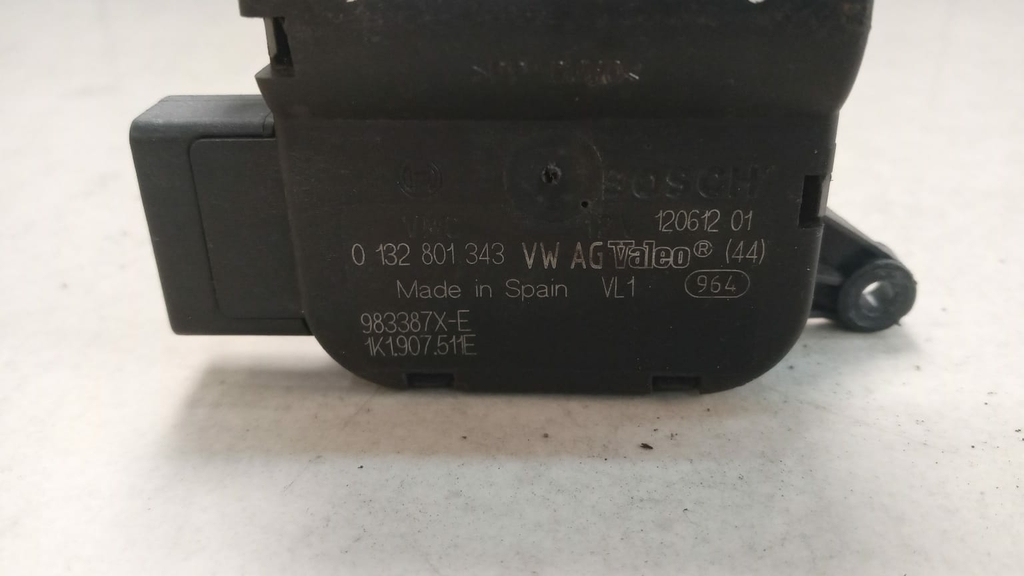 BOSCH
120612 01
0 132 801 343 VW AG Valeo® (44)
Made in Spain VL1 964
983387X-E
1K1.907.511E